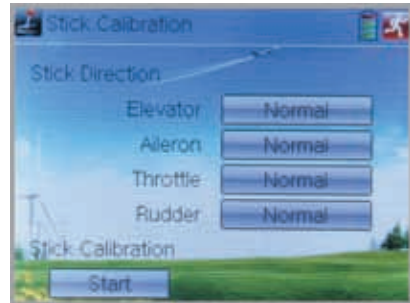 Stick Calibration
Stick Direction
Elevator Normal
Aileron Normal
Throttle Normal
Rudder Normal
Stick Calibration
Start